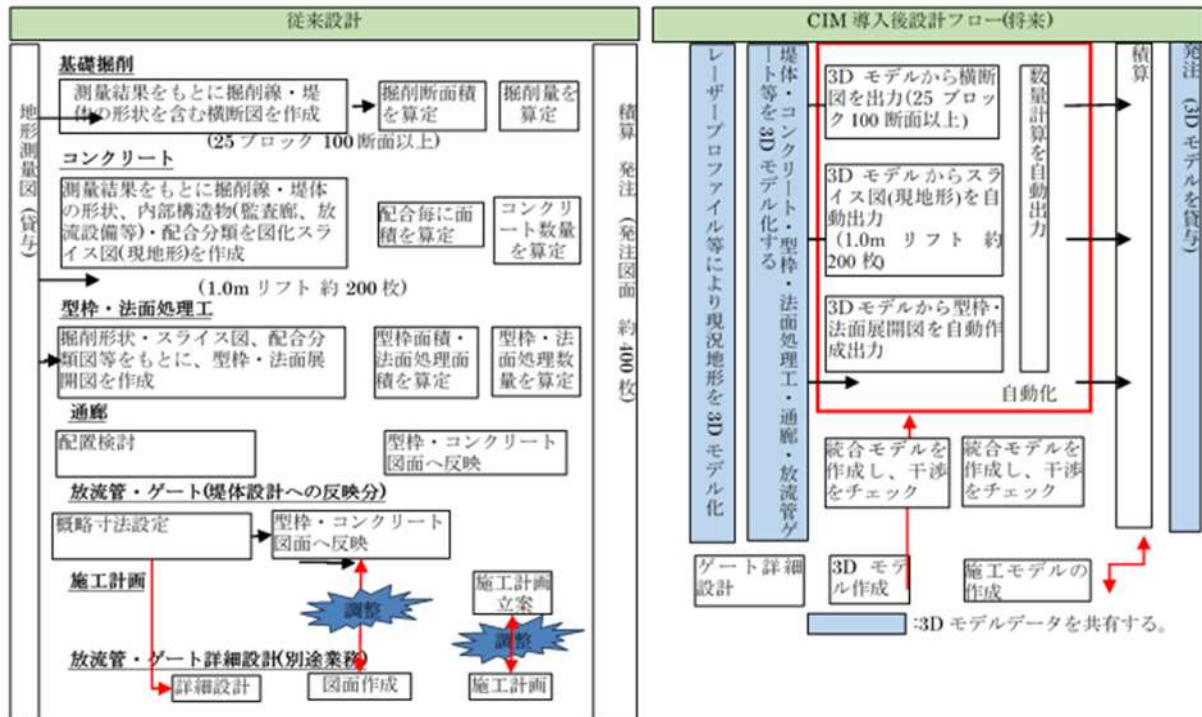 従来設計
地形測量図（貸与）
基礎掘削
測量結果をもとに掘削線・堤
体の形状を含む横断図を作成
掘削断面積
を算定
掘削量を
算定
(25 ブロック 100 断面以上)
コンクリート
測量結果をもとに掘削線・堤体
の形状、内部構造物(監査廊、放
流設備等)・配合分類を図化スラ
イス図(現地形)を作成
配合毎に面
積を算定
コンクリ
ート数量を
算定
(1.0m リフト 約 200 枚)
型枠・法面処理工
掘削形状・スライス図、配合分
類図等をもとに、型枠・法面展
開図を作成
型枠面積・
法面処理面
積を算定
型枠・法
面処理数
量を算定
通廊
配置検討
型枠・コンクリート
図面へ反映
放流管・ゲート(堤体設計への反映分)
概略寸法設定
型枠・コンクリート
図面へ反映
施工計画
調整
施工計画
立案
調整
放流管・ゲート詳細設計(別途業務)
詳細設計
図面作成
施工計画
積算 発注 （発注図面 約 400 枚）
CIM 導入後設計フロー(将来)
レーザープロファイル等により現況地形を 3D モデル化
堤体・コンクリート・型枠・法面処理工・通廊・放流管ゲ
ート等を 3D モデル化する
3D モデルから横断
図を出力(25 ブロッ
ク 100 断面以上)
3D モデルからスラ
イス図(現地形)を自
動出力
(1.0m リフト 約
200 枚)
3D モデルから型枠・
法面展開図を自動作
成出力
数量計算を自動出力
自動化
積算
発注 （3D モデルを貸与）
統合モデルを
作成し、干渉
をチェック
統合モデルを
作成し、干渉
をチェック
ゲート詳細
設計
3D モデ
ル作成
施工モデルの
作成
:3D モデルデータを共有する。